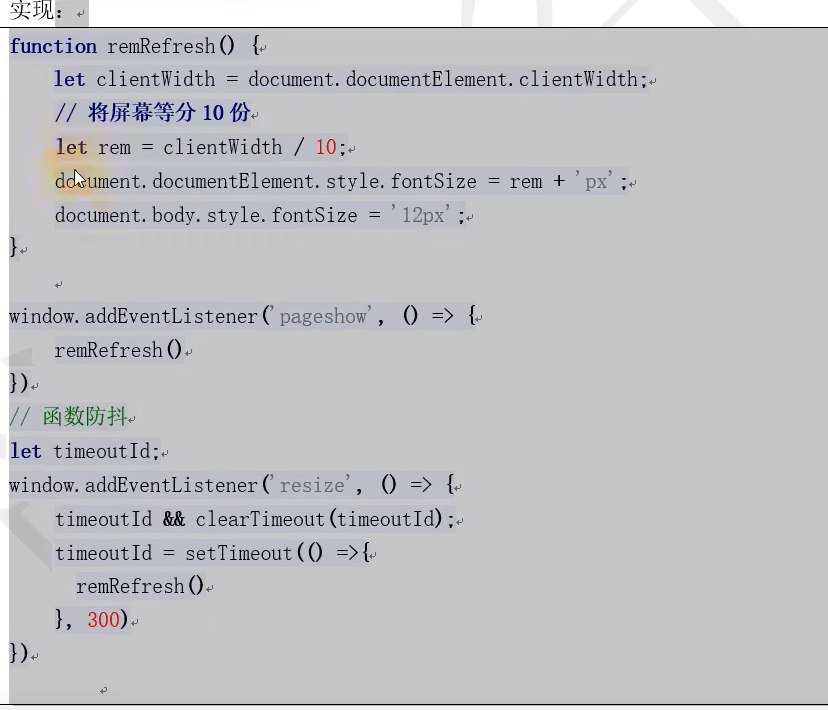 实现：
function remRefresh() {
    let clientWidth = document.documentElement.clientWidth;
    // 将屏幕等分 10 份
    let rem = clientWidth / 10;
    document.documentElement.style.fontSize = rem + 'px';
    document.body.style.fontSize = '12px';
}
window.addEventListener('pageshow', () => {
    remRefresh()
})
// 函数防抖
let timeoutId;
window.addEventListener('resize', () => {
    timeoutId && clearTimeout(timeoutId);
    timeoutId = setTimeout(() =>{
      remRefresh()
    }, 300)
})